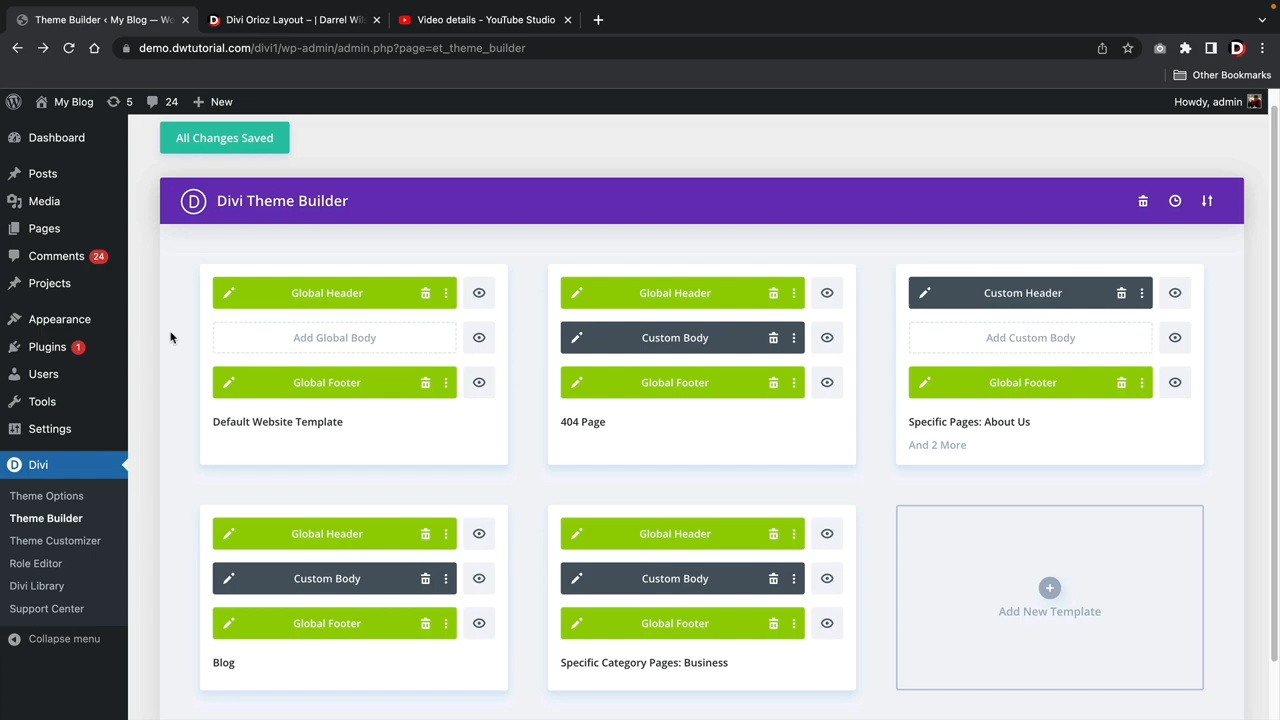 Theme Builder ‹ My Blog — Wo
Divi Orioz Layout – | Darrel Wil
Video details - YouTube Studio
demo.dwtutorial.com/divi1/wp-admin/admin.php?page=et_theme_builder
Other Bookmarks
My Blog
5
24
New
Howdy, admin
Dashboard
Posts
Media
Pages
Comments 24
Projects
Appearance
Plugins 1
Users
Tools
Settings
Divi
Theme Options
Theme Builder
Theme Customizer
Role Editor
Divi Library
Support Center
Collapse menu
All Changes Saved
D Divi Theme Builder
Global Header
Add Global Body
Global Footer
Default Website Template
Global Header
Custom Body
Global Footer
404 Page
Custom Header
Add Custom Body
Global Footer
Specific Pages: About Us
And 2 More
Global Header
Custom Body
Global Footer
Blog
Global Header
Custom Body
Global Footer
Specific Category Pages: Business
Add New Template